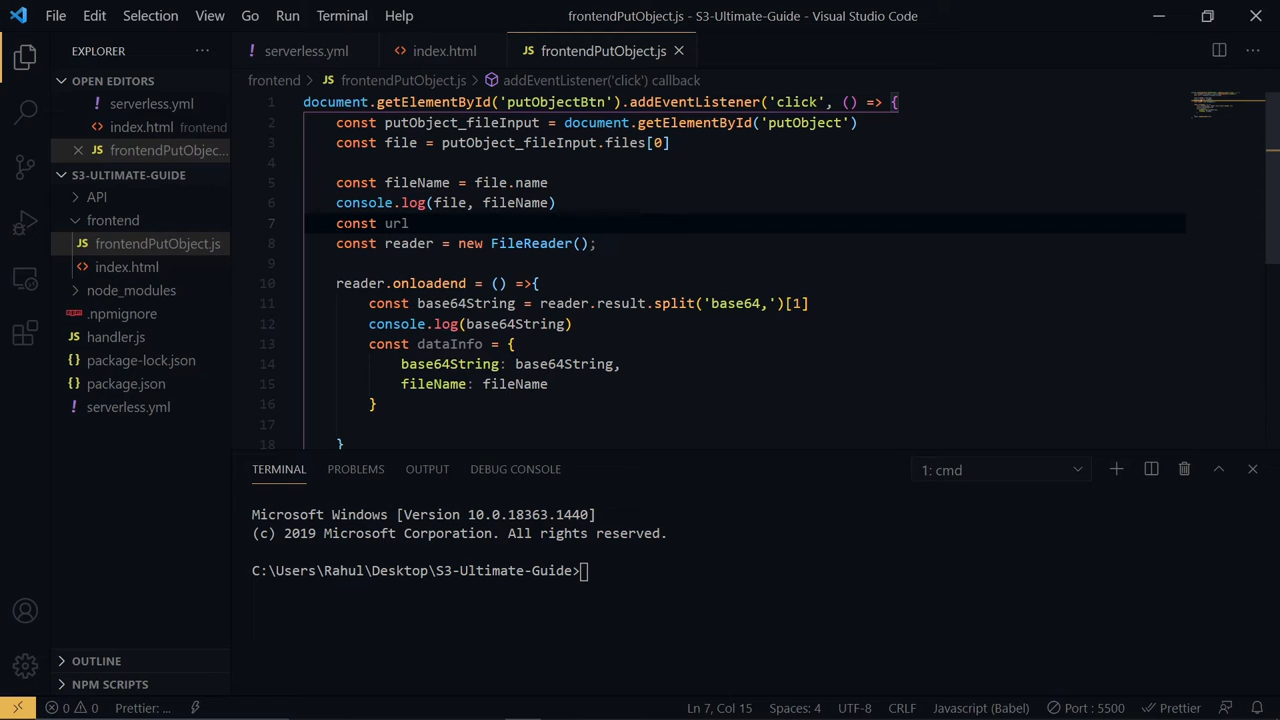 File Edit Selection View Go Run Terminal Help frontendPutObject.js - S3-Ultimate-Guide - Visual Studio Code
EXPLORER
OPEN EDITORS
serverless.yml
index.html frontend
frontendPutObjec...
S3-ULTIMATE-GUIDE
API
frontend
frontendPutObject.js
index.html
node_modules
.npmignore
handler.js
package-lock.json
package.json
serverless.yml
OUTLINE
NPM SCRIPTS
serverless.yml index.html JS frontendPutObject.js
frontend > JS frontendPutObject.js > addEventListener('click') callback
1 document.getElementById('putObjectBtn').addEventListener('click', () => {
2 const putObject_fileInput = document.getElementById('putObject')
3 const file = putObject_fileInput.files[0]
4
5 const fileName = file.name
6 console.log(file, fileName)
7 const url
8 const reader = new FileReader();
9
10 reader.onloadend = () =>{
11 const base64String = reader.result.split('base64,')[1]
12 console.log(base64String)
13 const dataInfo = {
14 base64String: base64String,
15 fileName: fileName
16 }
17
18 }
TERMINAL PROBLEMS OUTPUT DEBUG CONSOLE 1: cmd
Microsoft Windows [Version 10.0.18363.1440]
(c) 2019 Microsoft Corporation. All rights reserved.
C:\Users\Rahul\Desktop\S3-Ultimate-Guide>
0 0 Prettier: ... Ln 7, Col 15 Spaces: 4 UTF-8 CRLF Javascript (Babel) Port : 5500 Prettier